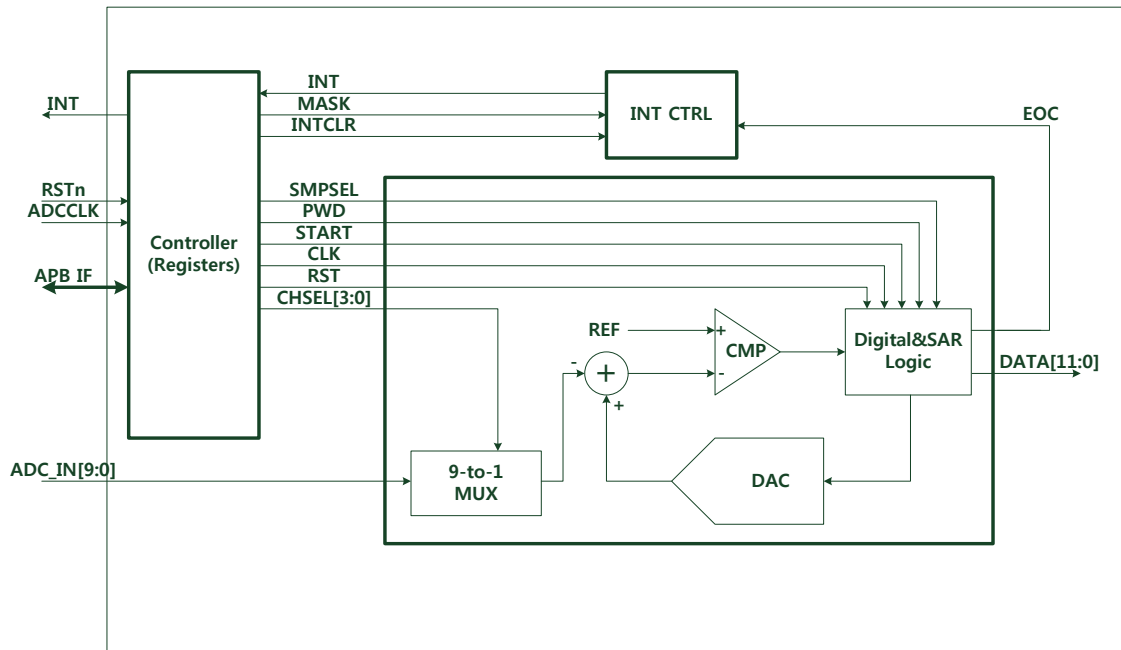 INT
MASK
INTCLR
INT
INT CTRL
EOC
RSTn
ADCCLK
APB IF
Controller
(Registers)
SMPSEL
PWD
START
CLK
RST
CHSEL[3:0]
REF
+
-
CMP
-
+
+
Digital&SAR
Logic
DATA[11:0]
ADC_IN[9:0]
9-to-1
MUX
DAC